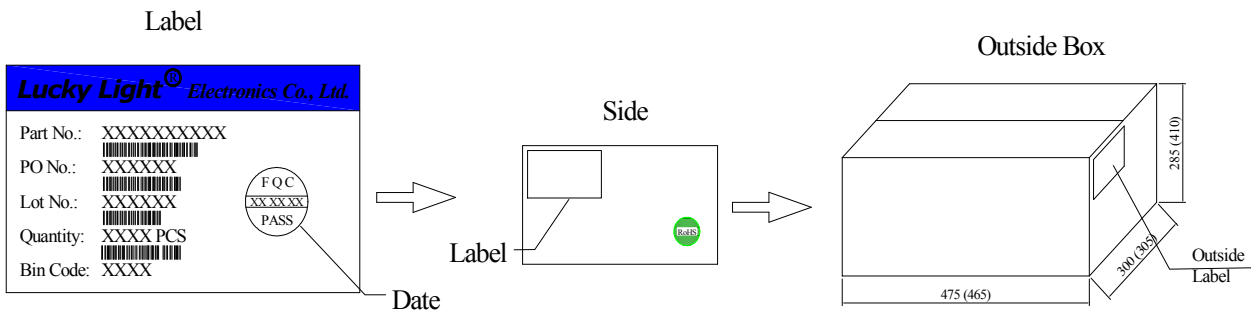 Label
Lucky Light® Electronics Co., Ltd.
Part No.: XXXXXXXXXX
PO No.: XXXXXX
Lot No.: XXXXXX
Quantity: XXXX PCS
Bin Code: XXXX
FQC
XX XX XX
PASS
Date
Side
RoHS
Label
Outside Box
285 (410)
300 (305)
475 (465)
Outside
Label